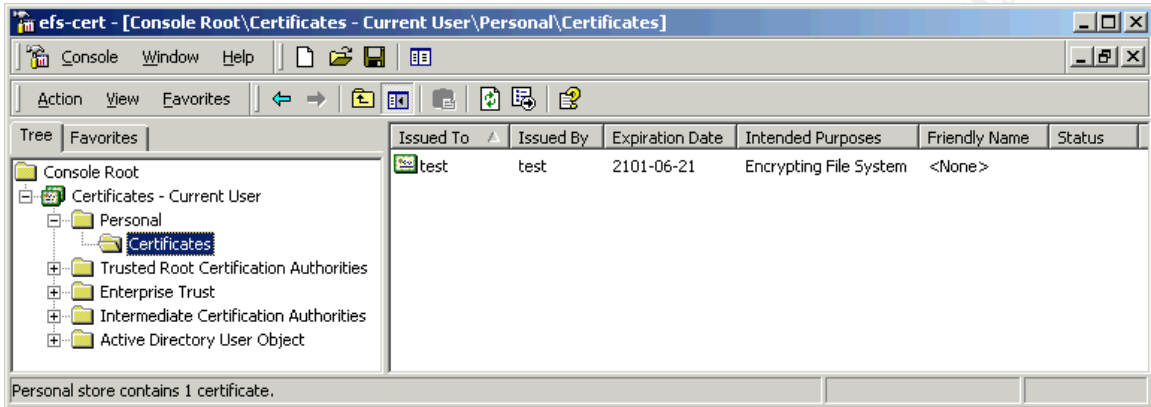 efs-cert - [Console Root\Certificates - Current User\Personal\Certificates]
Console Window Help
Action View Favorites
Tree Favorites
Issued To Issued By Expiration Date Intended Purposes Friendly Name Status
Console Root
test test 2101-06-21 Encrypting File System <None>
Certificates - Current User
Personal
Certificates
Trusted Root Certification Authorities
Enterprise Trust
Intermediate Certification Authorities
Active Directory User Object
Personal store contains 1 certificate.